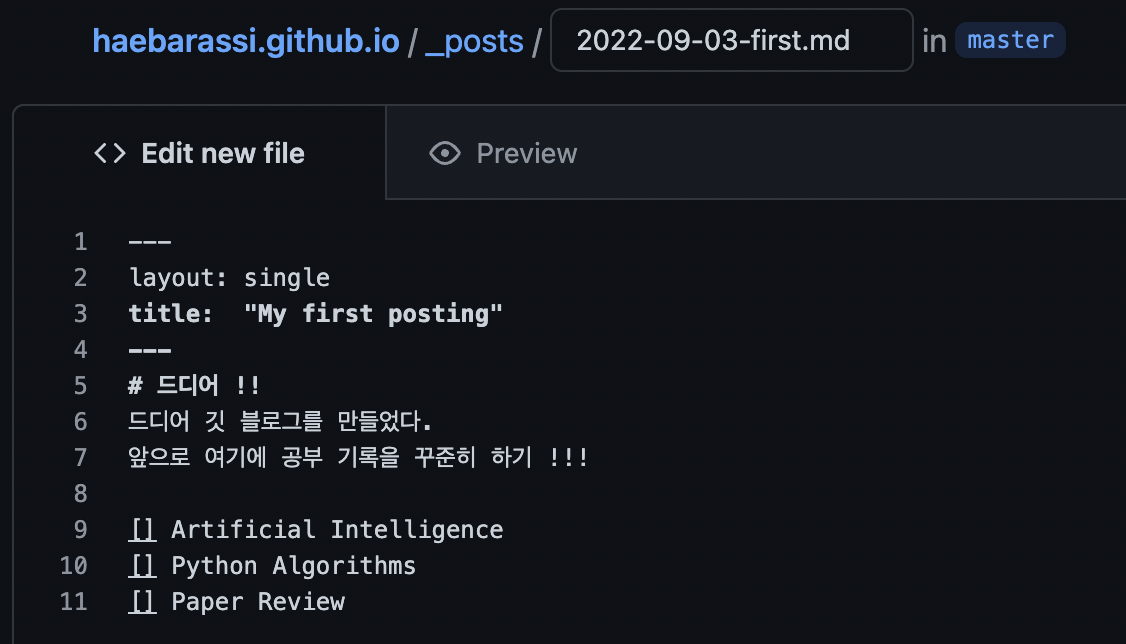 haebarassi.github.io / _posts / 2022-09-03-first.md in master
<> Edit new file Preview
1 ---
2 layout: single
3 title:  "My first posting"
4 ---
5 # 드디어 !!
6 드디어 깃 블로그를 만들었다.
7 앞으로 여기에 공부 기록을 꾸준히 하기 !!!
8
9 [] Artificial Intelligence
10 [] Python Algorithms
11 [] Paper Review